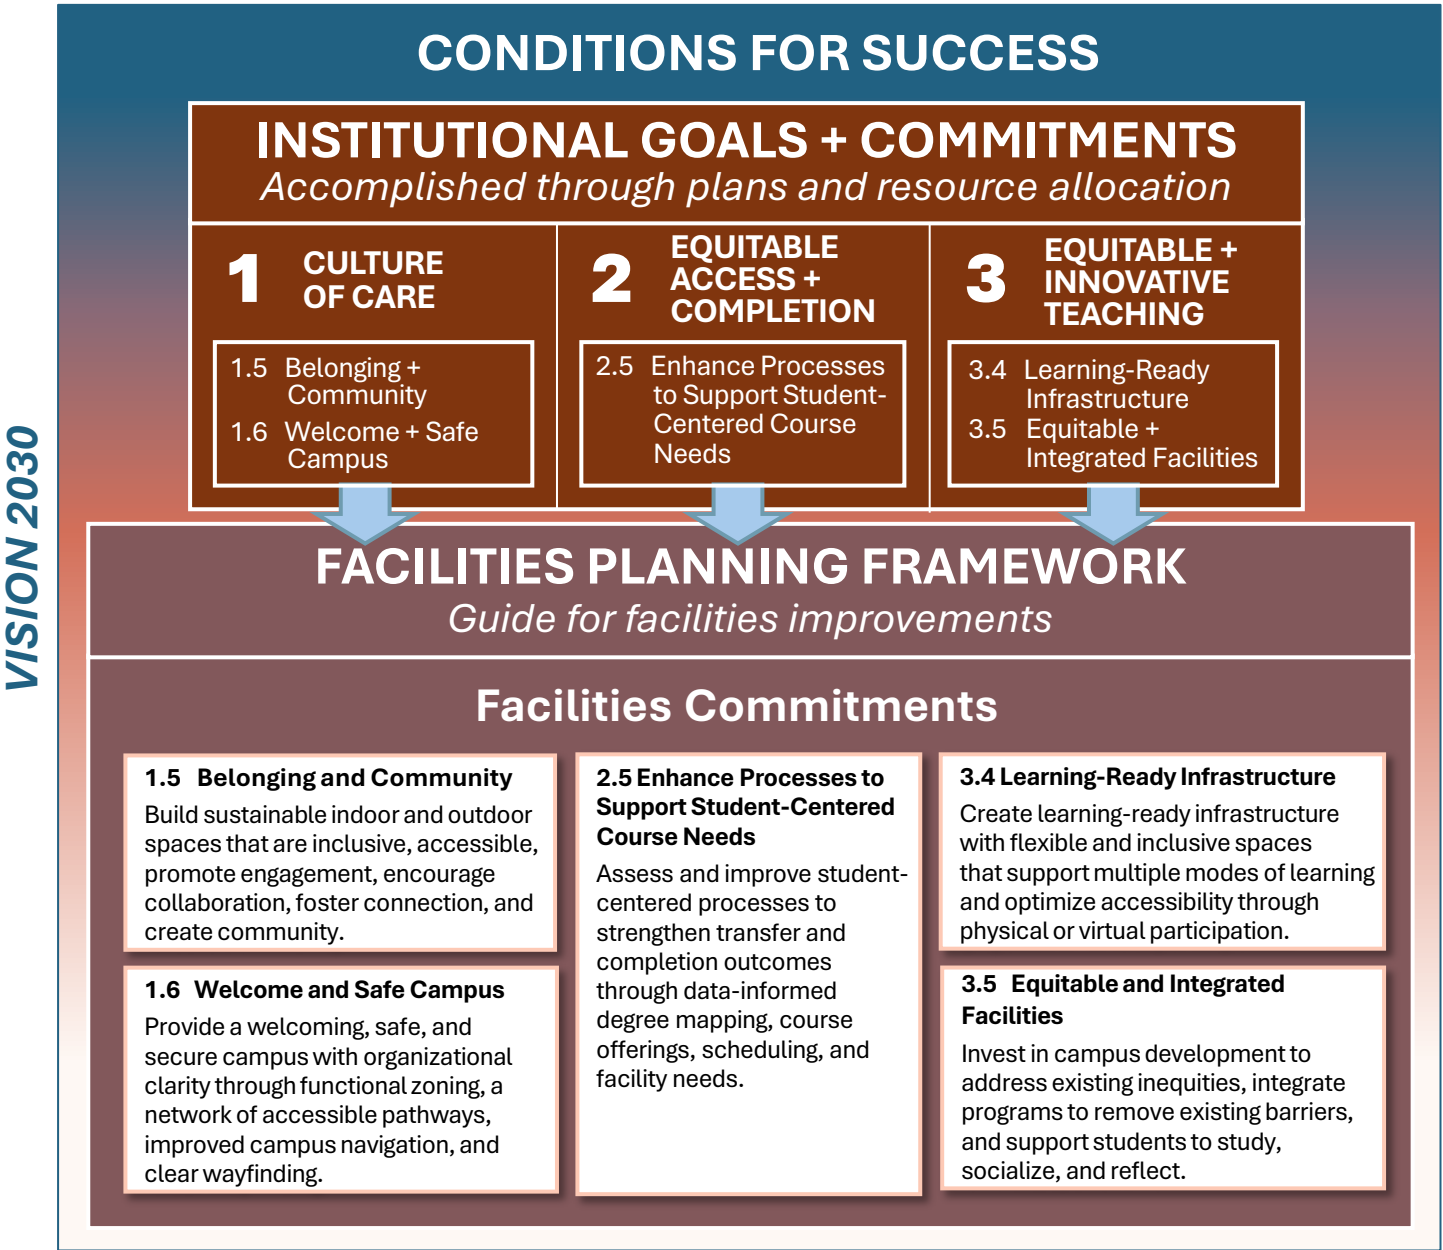 VISION 2030
CONDITIONS FOR SUCCESS
INSTITUTIONAL GOALS + COMMITMENTS
Accomplished through plans and resource allocation
1
CULTURE
OF CARE
1.5 Belonging +
Community
1.6 Welcome + Safe
Campus
2
EQUITABLE
ACCESS +
COMPLETION
2.5 Enhance Processes
to Support Student-
Centered Course
Needs
3
EQUITABLE +
INNOVATIVE
TEACHING
3.4 Learning-Ready
Infrastructure
3.5 Equitable +
Integrated Facilities
FACILITIES PLANNING FRAMEWORK
Guide for facilities improvements
Facilities Commitments
1.5 Belonging and Community
Build sustainable indoor and outdoor
spaces that are inclusive, accessible,
promote engagement, encourage
collaboration, foster connection, and
create community.
1.6 Welcome and Safe Campus
Provide a welcoming, safe, and
secure campus with organizational
clarity through functional zoning, a
network of accessible pathways,
improved campus navigation, and
clear wayfinding.
2.5 Enhance Processes to
Support Student-Centered
Course Needs
Assess and improve student-
centered processes to
strengthen transfer and
completion outcomes
through data-informed
degree mapping, course
offerings, scheduling, and
facility needs.
3.4 Learning-Ready Infrastructure
Create learning-ready infrastructure
with flexible and inclusive spaces
that support multiple modes of learning
and optimize accessibility through
physical or virtual participation.
3.5 Equitable and Integrated
Facilities
Invest in campus development to
address existing inequities, integrate
programs to remove existing barriers,
and support students to study,
socialize, and reflect.